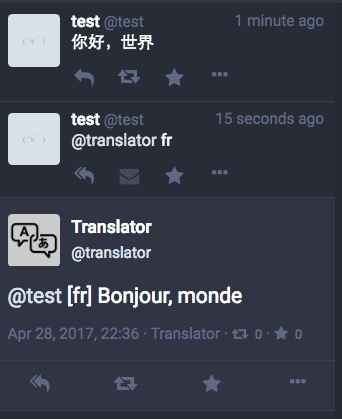 test @test 1 minute ago
你好，世界
test @test 15 seconds ago
@translator fr
Translator
@translator
@test [fr] Bonjour, monde
Apr 28, 2017, 22:36 · Translator · 0 · 0